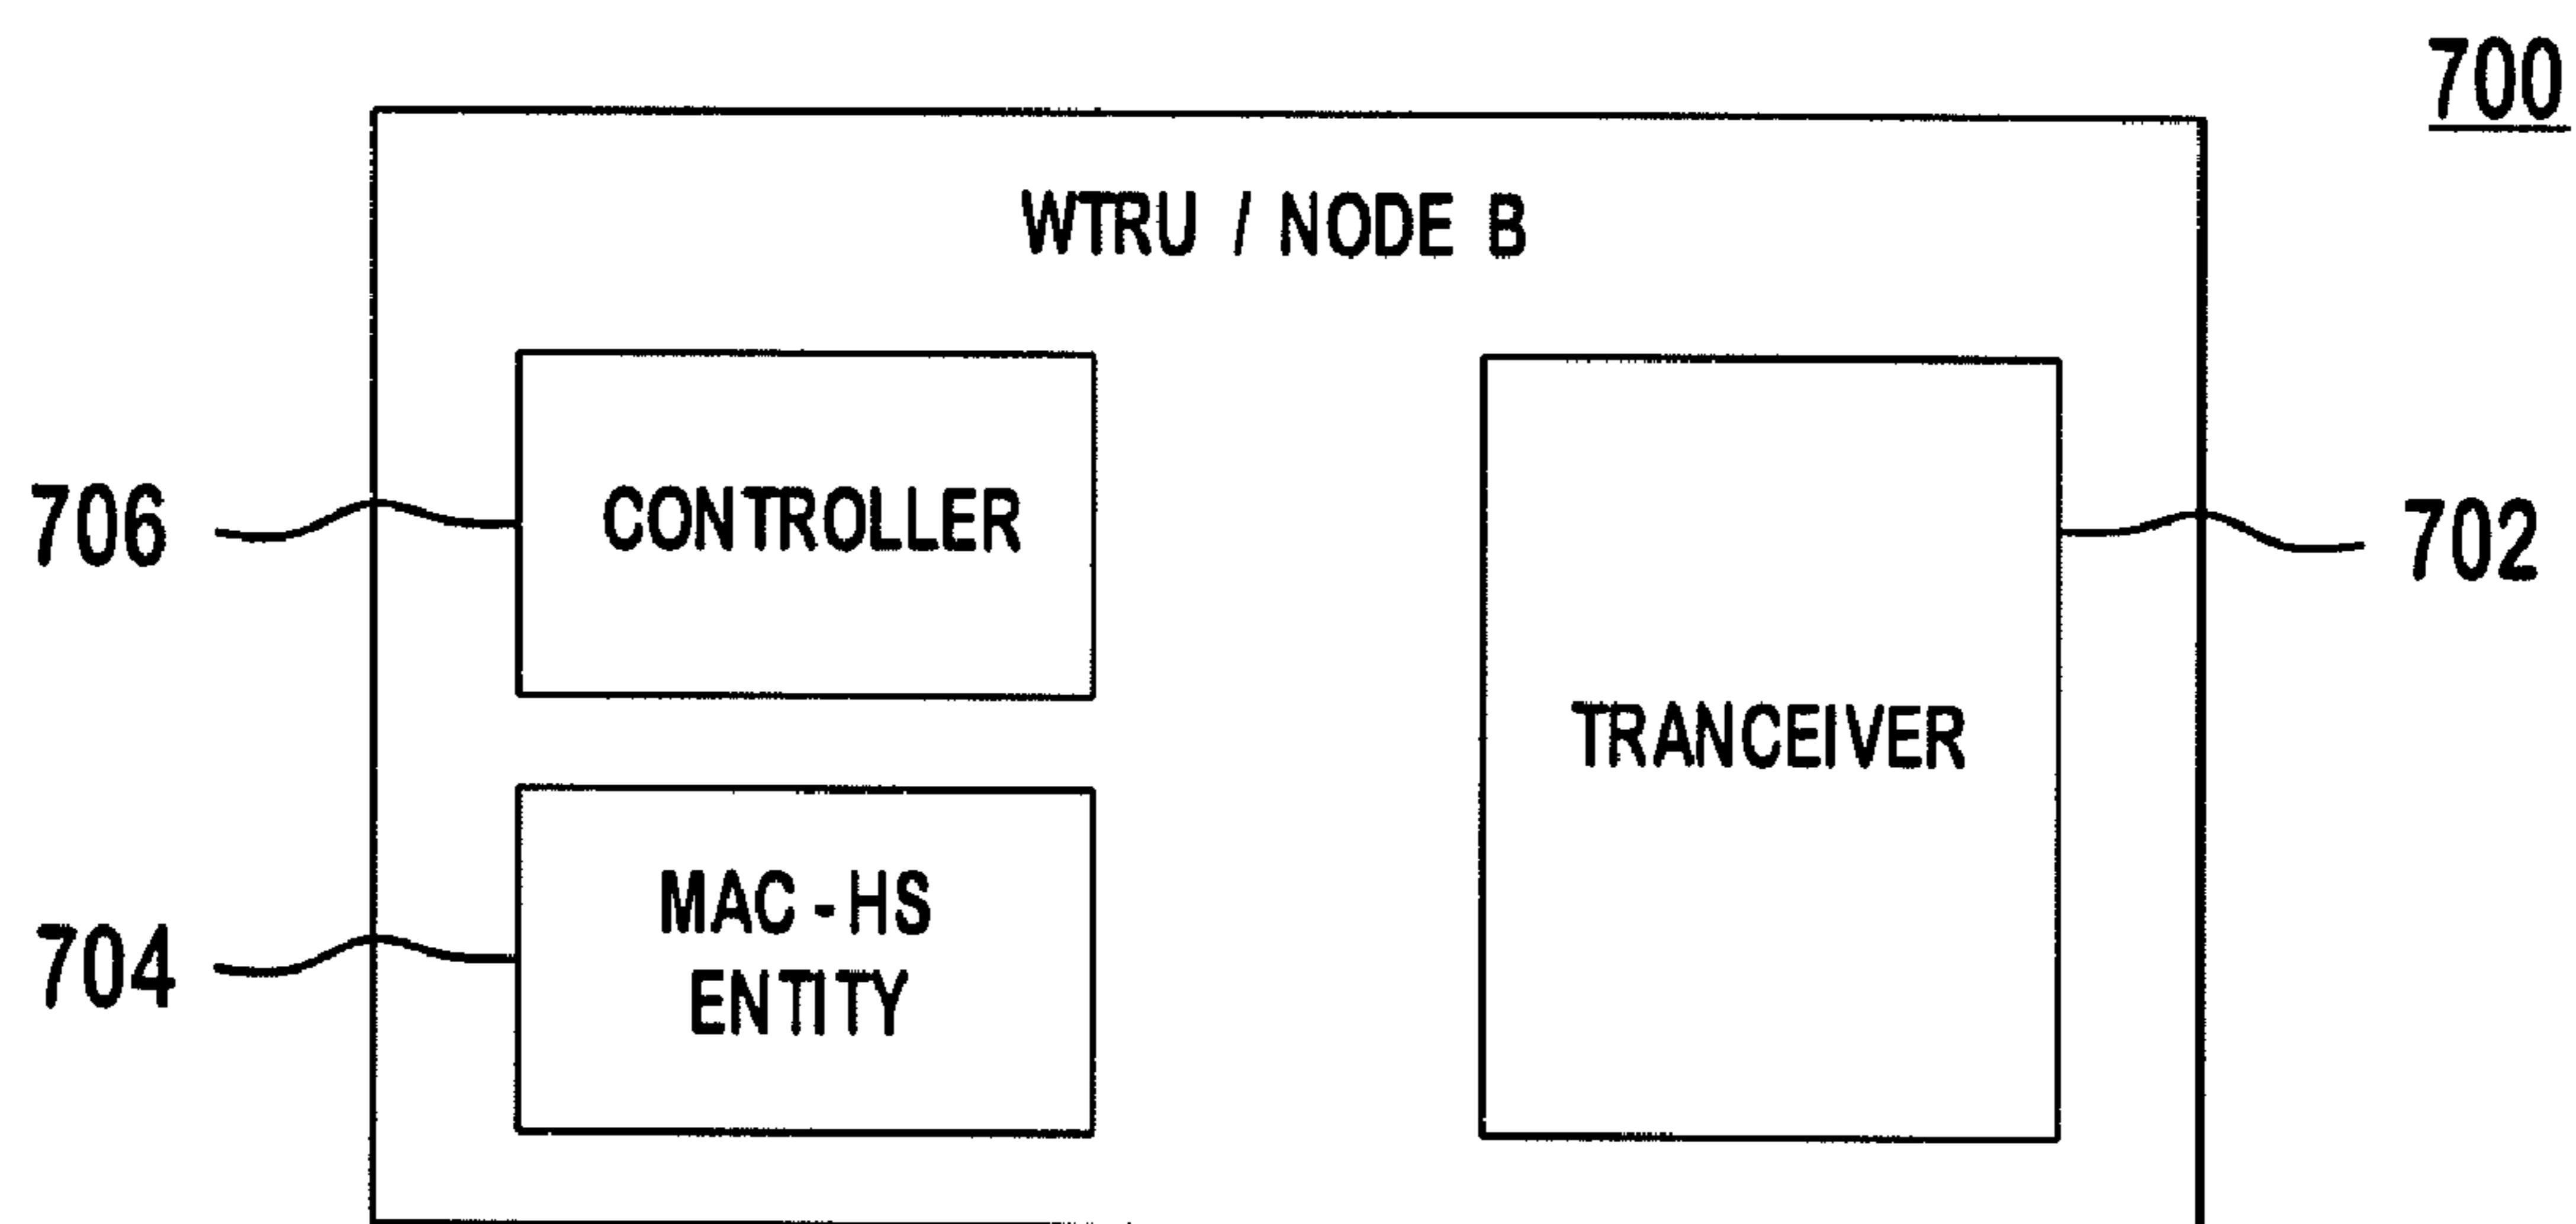 700
WTRU / NODE B
706
CONTROLLER
702
TRANCEIVER
704
MAC - HS
ENTITY